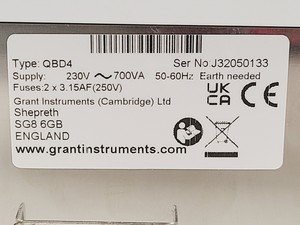 Type: QBD4 Ser No J32050133
Supply: 230V ~ 700VA 50-60Hz Earth needed
Fuses: 2 x 3.15AF(250V)
Grant Instruments (Cambridge) Ltd
Shepreth
SG8 6GB
ENGLAND
www.grantinstruments.com
UK
CA
CE